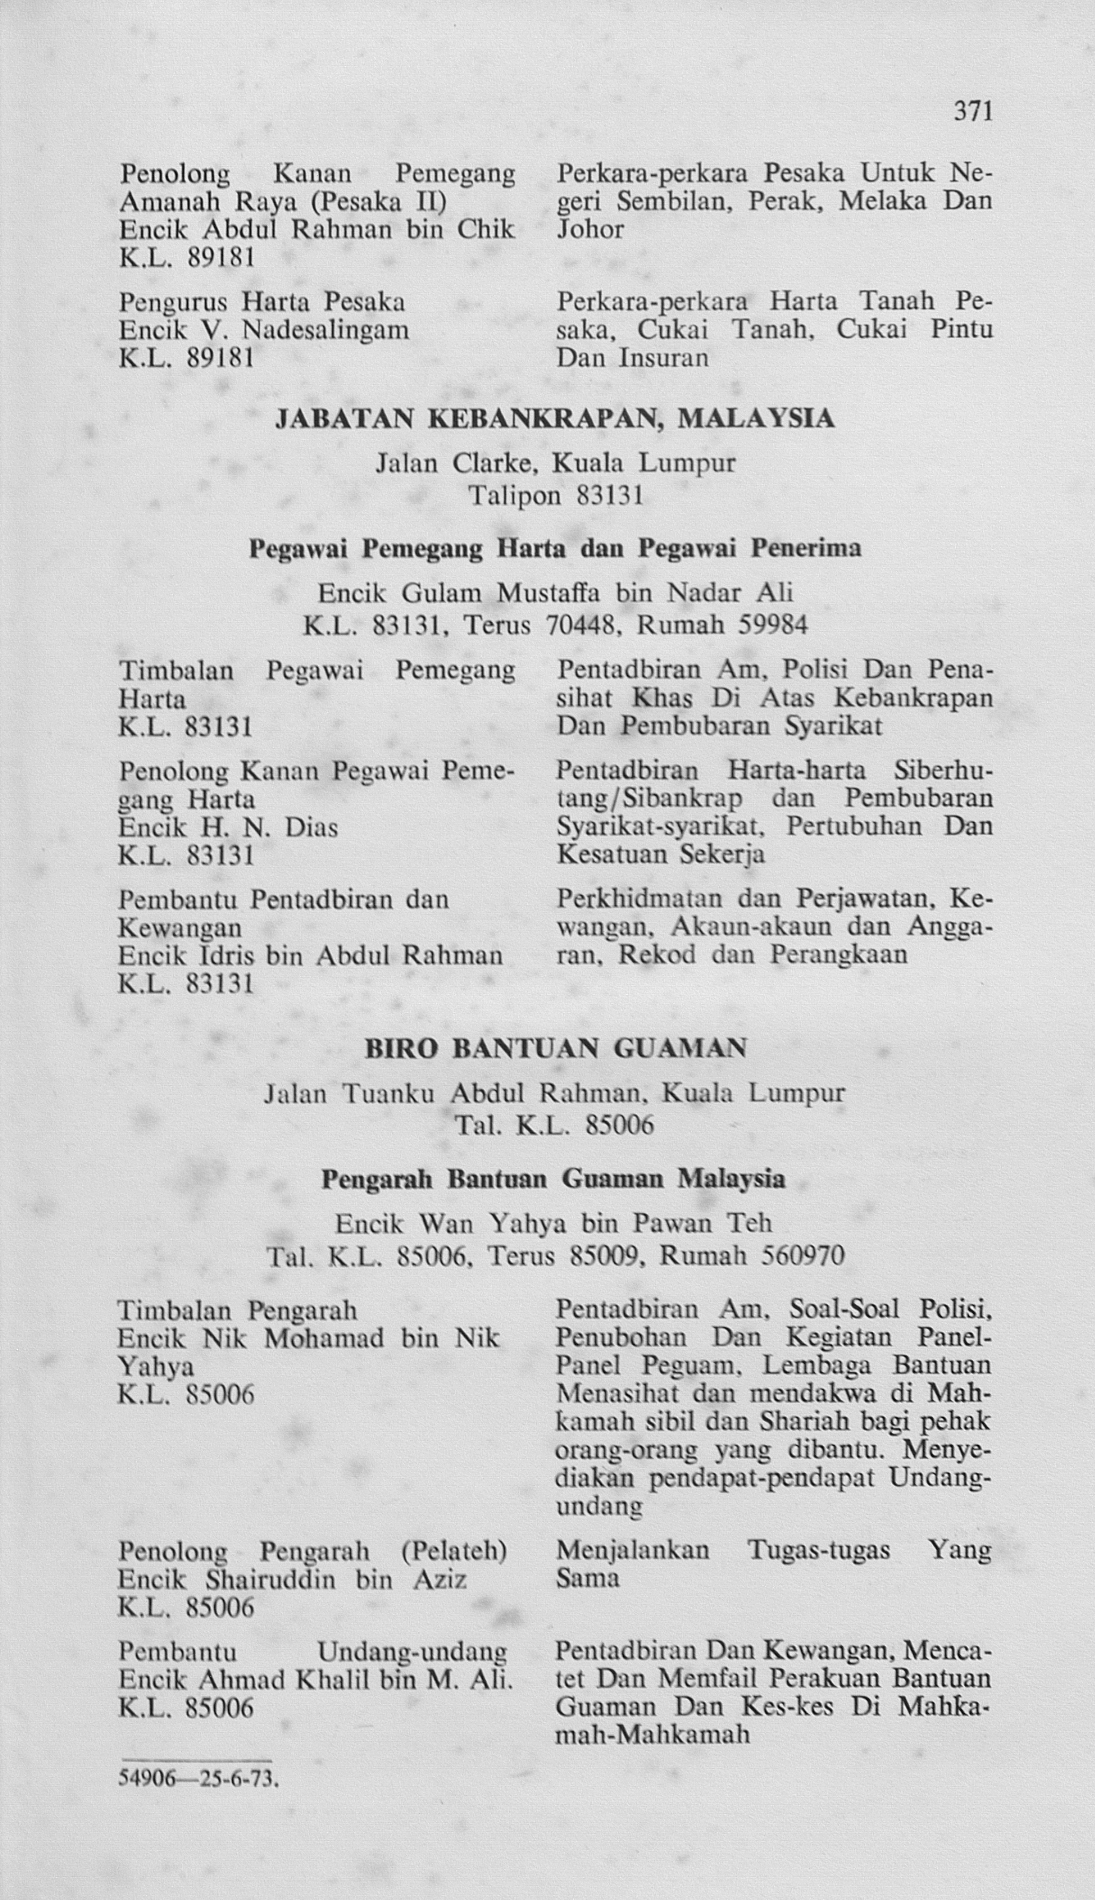 371
Penolong Kanan Pemegang
Amanah Raya (Pesaka II)
Encik Abdul Rahman bin Chik
K.L. 89181
Perkara-perkara Pesaka Untuk Ne-
geri Sembilan, Perak, Melaka Dan
Johor
Pengurus Harta Pesaka
Encik V. Nadesalingam
K.L. 89181
Perkara-perkara Harta Tanah Pe-
saka, Cukai Tanah, Cukai Pintu
Dan Insuran
JABATAN KEBANKRAPAN, MALAYSIA
Jalan Clarke, Kuala Lumpur
Talipon 83131
Pegawai Pemegang Harta dan Pegawai Penerima
Encik Gulam Mustaffa bin Nadar Ali
K.L. 83131, Terus 70448, Rumah 59984
Timbalan Pegawai Pemegang
Harta
K.L. 83131
Pentadbiran Am, Polisi Dan Pena-
sihat Khas Di Atas Kebankrapan
Dan Pembubaran Syarikat
Penolong Kanan Pegawai Peme-
gang Harta
Encik H. N. Dias
K.L. 83131
Pentadbiran Harta-harta Siberhu-
tang/Sibankrap dan Pembubaran
Syarikat-syarikat, Pertubuhan Dan
Kesatuan Sekerja
Pembantu Pentadbiran dan
Kewangan
Encik Idris bin Abdul Rahman
K.L. 83131
Perkhidmatan dan Perjawatan, Ke-
wangan, Akaun-akaun dan Angga-
ran, Rekod dan Perangkaan
BIRO BANTUAN GUAMAN
Jalan Tuanku Abdul Rahman, Kuala Lumpur
Tal. K.L. 85006
Pengarah Bantuan Guaman Malaysia
Encik Wan Yahya bin Pawan Teh
Tal. K.L. 85006, Terus 85009, Rumah 560970
Timbalan Pengarah
Encik Nik Mohamad bin Nik
Yahya
K.L. 85006
Pentadbiran Am, Soal-Soal Polisi,
Penubohan Dan Kegiatan Panel-
Panel Peguam, Lembaga Bantuan
Menasihat dan mendakwa di Mah-
kamah sibil dan Shariah bagi pehak
orang-orang yang dibantu. Menye-
diakan pendapat-pendapat Undang-
undang
Penolong Pengarah (Pelateh)
Encik Shairuddin bin Aziz
K.L. 85006
Menjalankan Tugas-tugas Yang
Sama
Pembantu Undang-undang
Encik Ahmad Khalil bin M. Ali.
K.L. 85006
Pentadbiran Dan Kewangan, Menca-
tet Dan Memfail Perakuan Bantuan
Guaman Dan Kes-kes Di Mahka-
mah-Mahkamah
54906—25-6-73.